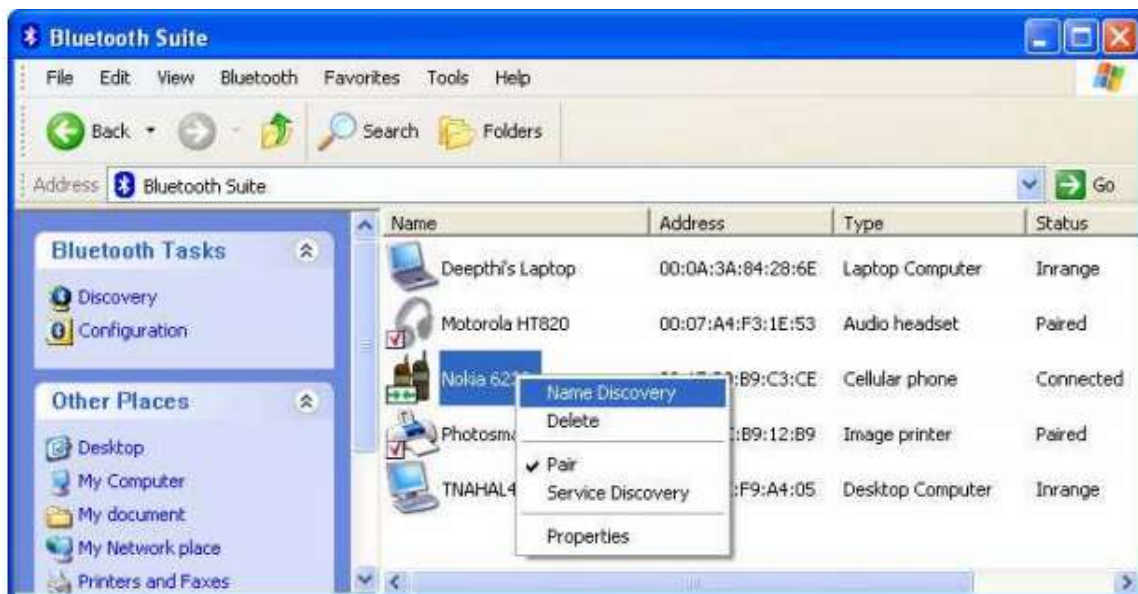 Bluetooth Suite
File Edit View Bluetooth Favorites Tools Help
Back Search Folders
Address Bluetooth Suite Go
Bluetooth Tasks
Discovery
Configuration
Other Places
Desktop
My Computer
My document
My Network place
Printers and Faxes
Name Address Type Status
Deepthi's Laptop 00:0A:3A:84:28:6E Laptop Computer Inrange
Motorola HT820 00:07:A4:F3:1E:53 Audio headset Paired
Nokia :B9:C3:CE Cellular phone Connected
:B9:12:B9 Image printer Paired
TNAHAL4 :F9:A4:05 Desktop Computer Inrange
Name Discovery
Delete
Pair
Service Discovery
Properties